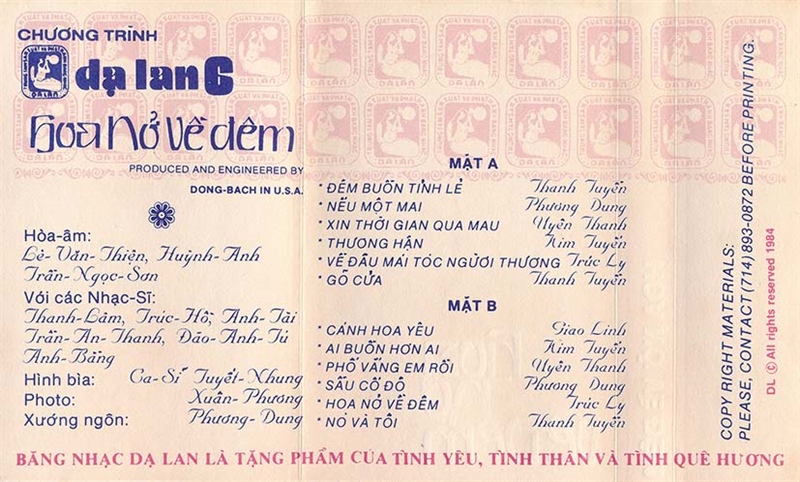 CHƯƠNG TRÌNH
dạ lan 6
hoa nở về đêm
PRODUCED AND ENGINEERED BY
DONG-BACH IN U.S.A.
Hòa-âm:
Lê-Văn-Thiện, Huỳnh-Anh
Trần-Ngọc-Sơn
Với các Nhạc-Sĩ:
Thanh-Lâm, Trúc-Hồ, Anh-Tài
Trần-An-Thanh, Đào-Anh-Tú
Anh-Bằng
Hình bìa: Ca-Sĩ Tuyết-Nhung
Photo: Xuân-Phương
Xướng ngôn: Phương-Dung
MẶT A
* ĐÊM BUỒN TỈNH LẺ Thanh Tuyền
* NẾU MỘT MAI Phương Dung
* XIN THỜI GIAN QUA MAU Uyên Thanh
* THƯƠNG HẬN Kim Tuyền
* VỀ ĐÂU MÁI TÓC NGƯỜI THƯƠNG Trúc Ly
* GÕ CỬA Thanh Tuyền
MẶT B
* CÁNH HOA YÊU Giao Linh
* AI BUỒN HƠN AI Kim Tuyền
* PHỐ VẮNG EM RỒI Uyên Thanh
* SẦU CỐ ĐÔ Phương Dung
* HOA NỞ VỀ ĐÊM Trúc Ly
* NÓ VÀ TÔI Thanh Tuyền
COPY RIGHT MATERIALS:
PLEASE, CONTACT (714) 893-0872 BEFORE PRINTING.
DL © All rights reserved 1984
BĂNG NHẠC DẠ LAN LÀ TẶNG PHẨM CỦA TÌNH YÊU, TÌNH THÂN VÀ TÌNH QUÊ HƯƠNG